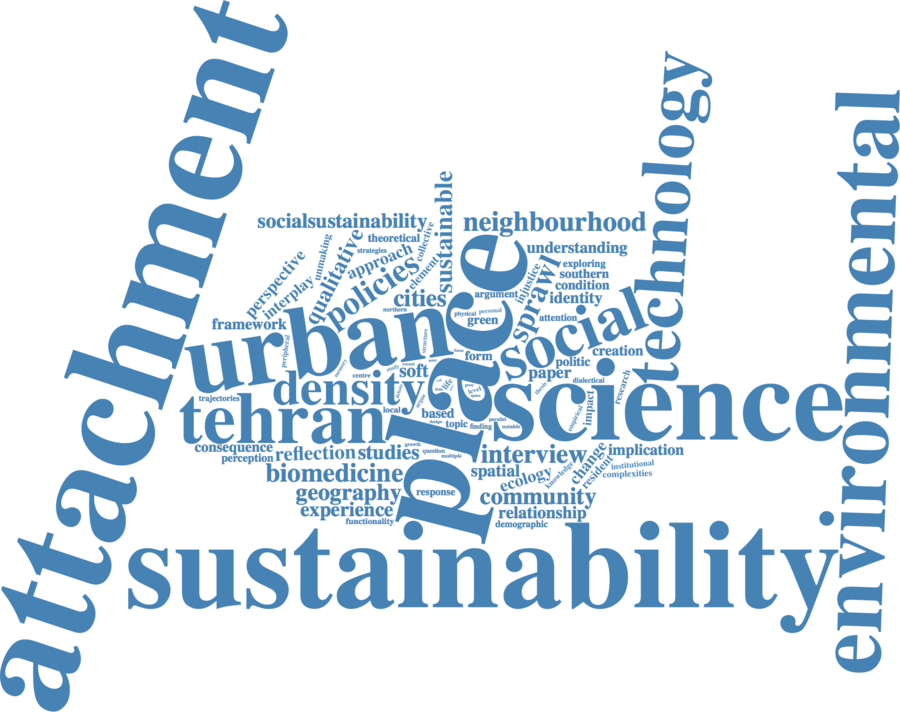 attachment
technology
environmental
sustainable
socialsustainability
neighbourhood
theoretical
collective
unmaking
qualitative
strategies
approach
understanding
perspective
interplay
policies
element
place
injustice
exploring
southern
condition
sprawl
identity
argument
cities
northern
physical
personal
green
attention
framework
urban
peripheral
structure
social
form
politic
creation
soft
paper
density
life
level
dialectical
research
science
trajectories
tehran
local
based
topic
finding
parallel
notably
design
empirical
impact
thesis
memory
centre
study
consequence
perception
reflection
studies
growth
question
multiple
interview
change
implication
biomedicine
spatial
ecology
knowledge
resident
institutional
complexities
geography
response
community
experience
relationship
functionality
demographic
sustainability